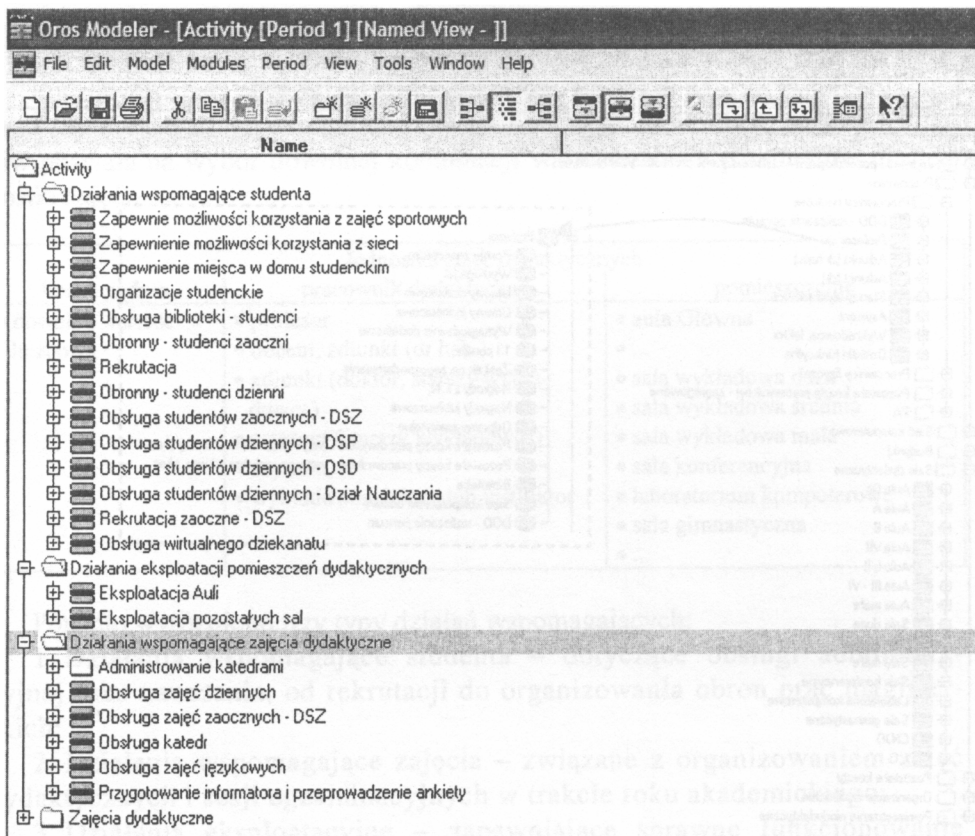 Oros Modeler - [Activity [Period 1] [Named View - ]]
File Edit Model Modules Period View Tools Window Help
Name
Activity
Działania wspomagające studenta
Zapewnie możliwości korzystania z zajęć sportowych
Zapewnienie możliwości korzystania z sieci
Zapewnienie miejsca w domu studenckim
Organizacje studenckie
Obsługa biblioteki - studenci
Obronny - studenci zaoczni
Rekrutacja
Obronny - studenci dzienni
Obsługa studentów zaocznych - DSZ
Obsługa studentów dziennych - DSP
Obsługa studentów dziennych - DSD
Obsługa studentów dziennych - Dział Nauczania
Rekrutacja zaoczne - DSZ
Obsługa wirtualnego dziekanatu
Działania eksploatacji pomieszczeń dydaktycznych
Eksploatacja Auli
Eksploatacja pozostałych sal
Działania wspomagające zajęcia dydaktyczne
Administrowanie katedrami
Obsługa zajęć dziennych
Obsługa zajęć zaocznych - DSZ
Obsługa katedr
Obsługa zajęć językowych
Przygotowanie informatora i przeprowadzenie ankiety
Zajęcia dydaktyczne